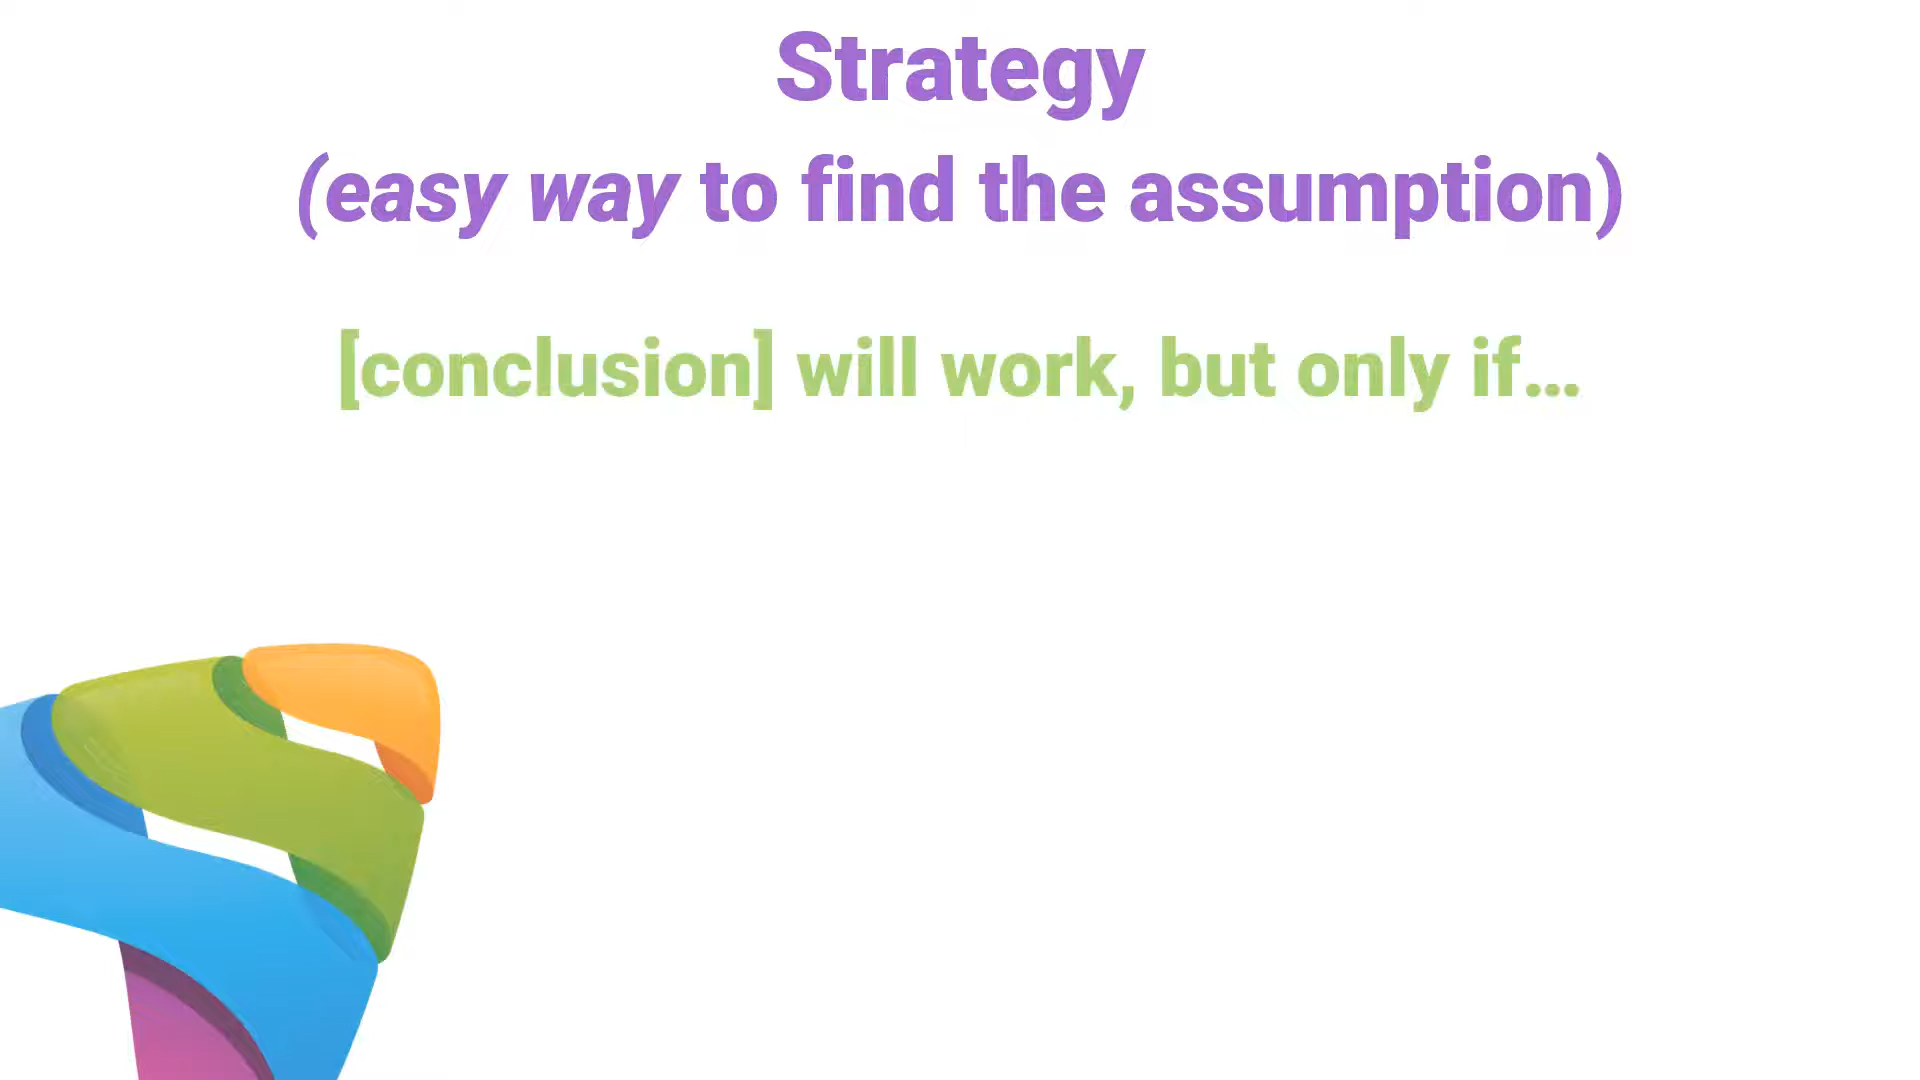 Strategy
(easy way to find the assumption)
[conclusion] will work, but only if...